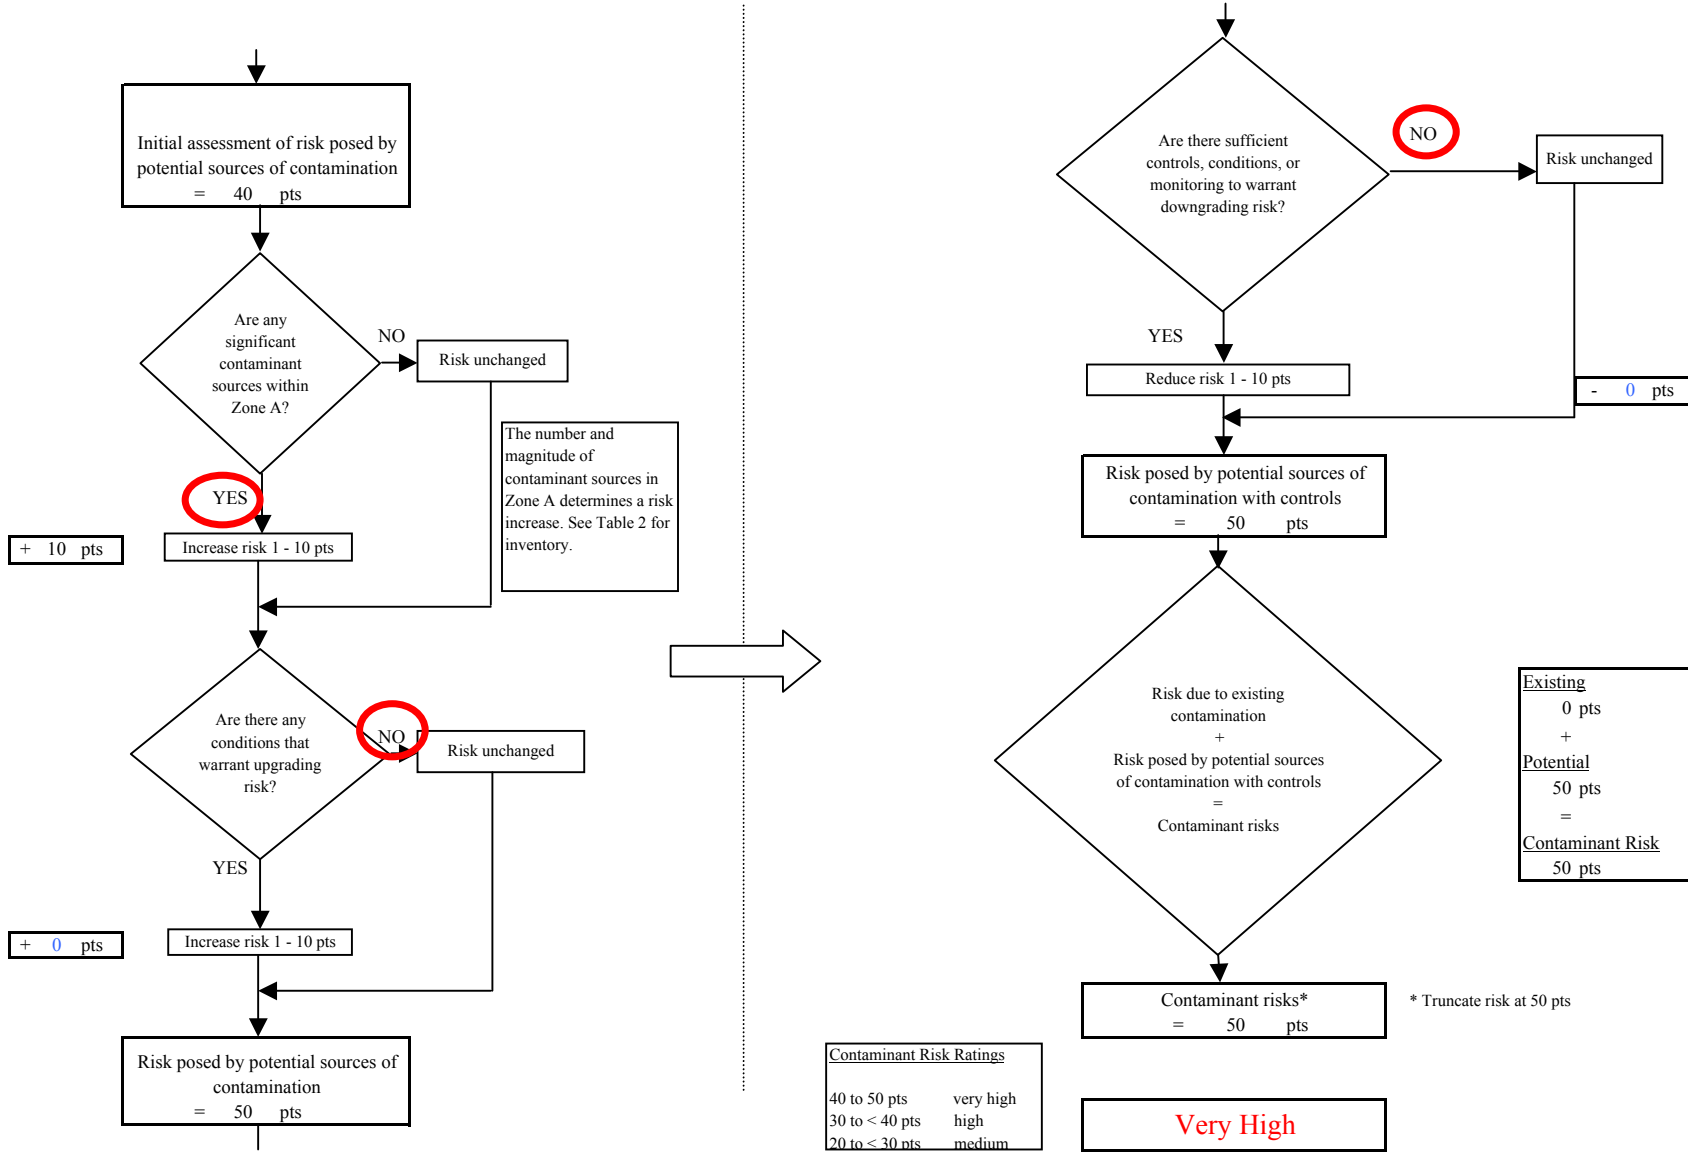 Initial assessment of risk posed by
potential sources of contamination
= 40 pts
Are any
significant
contaminant
sources within
Zone A?
NO
Risk unchanged
The number and
magnitude of
contaminant sources in
Zone A determines a risk
increase. See Table 2 for
inventory.
YES
+ 10 pts
Increase risk 1 - 10 pts
Are there any
conditions that
warrant upgrading
risk?
NO
Risk unchanged
YES
+ 0 pts
Increase risk 1 - 10 pts
Risk posed by potential sources of
contamination
= 50 pts
Are there sufficient
controls, conditions, or
monitoring to warrant
downgrading risk?
NO
Risk unchanged
YES
Reduce risk 1 - 10 pts
- 0 pts
Risk posed by potential sources of
contamination with controls
= 50 pts
Risk due to existing
contamination
+
Risk posed by potential sources
of contamination with controls
=
Contaminant risks
Existing
0 pts
+
Potential
50 pts
=
Contaminant Risk
50 pts
Contaminant risks*
= 50 pts
* Truncate risk at 50 pts
Contaminant Risk Ratings
40 to 50 pts very high
30 to < 40 pts high
20 to < 30 pts medium
Very High